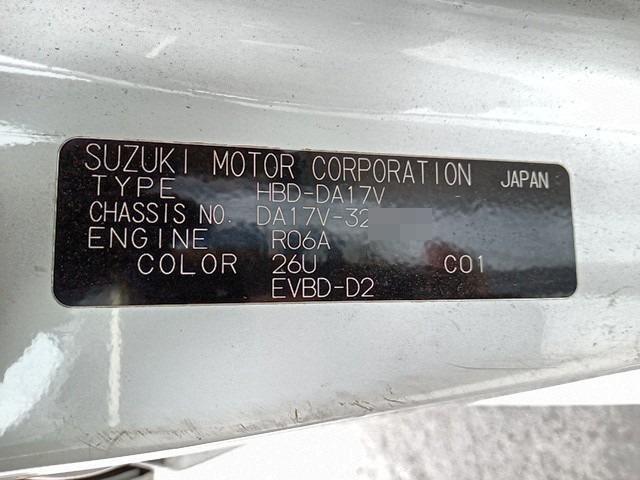 SUZUKI MOTOR CORPORATION JAPAN
TYPE HBD-DA17V
CHASSIS NO. DA17V-32
ENGINE R06A
COLOR 26U C01
EVBD-D2